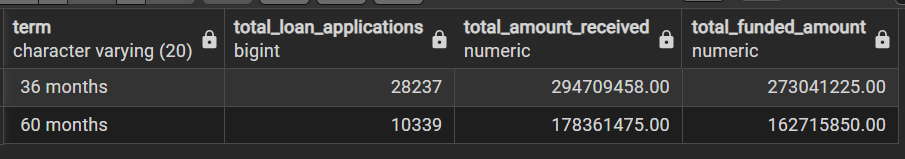 term total_loan_applications total_amount_received total_funded_amount
character varying (20) bigint numeric numeric
36 months 28237 294709458.00 273041225.00
60 months 10339 178361475.00 162715850.00